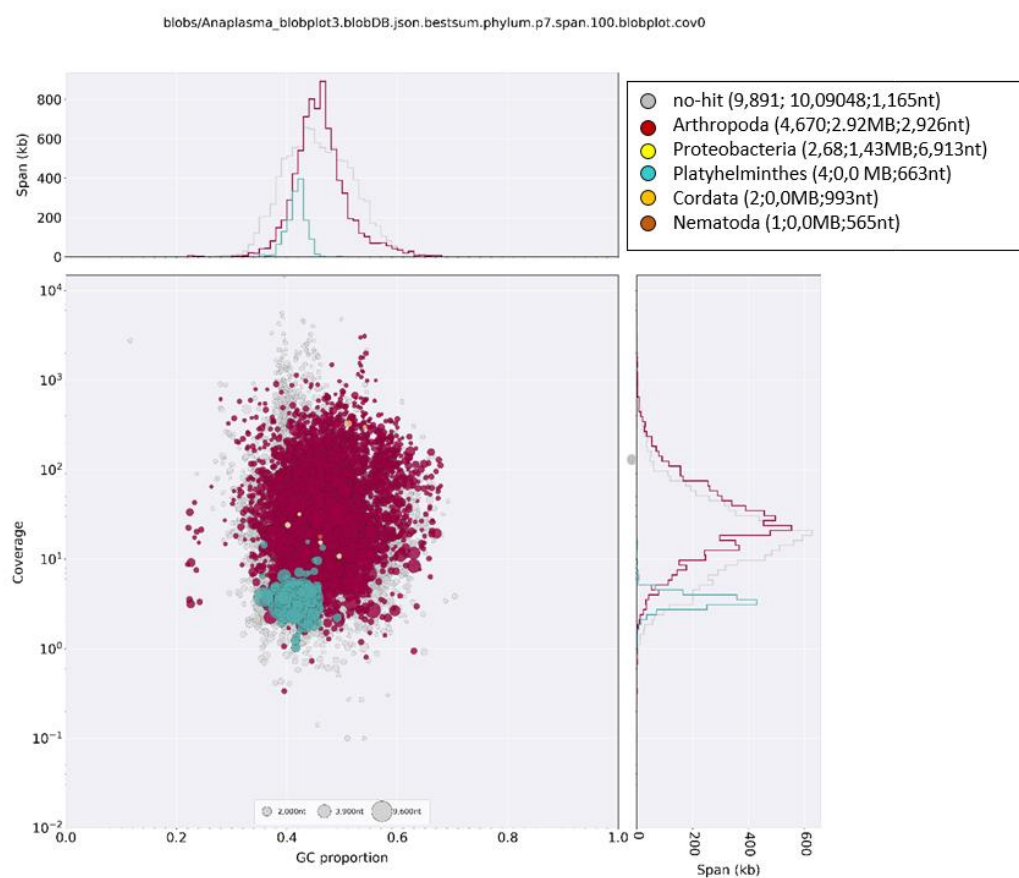 blobs/Anaplasma_blobplot3.blobDB.json.bestsum.phylum.p7.span.100.blobplot.cov0
no-hit (9,891; 10,09048;1,165nt)
Arthropoda (4,670;2.92MB;2,926nt)
Proteobacteria (2,68;1,43MB;6,913nt)
Platyhelminthes (4;0,0 MB;663nt)
Cordata (2;0,0MB;993nt)
Nematoda (1;0,0MB;565nt)
Span (kb)
800
600
400
200
0
Coverage
10⁴
10³
10²
10¹
10⁰
10⁻¹
10⁻²
2,000nt 3,900nt 9,600nt
0.0 0.2 0.4 0.6 0.8 1.0
GC proportion
0 200 400 600
Span (kb)